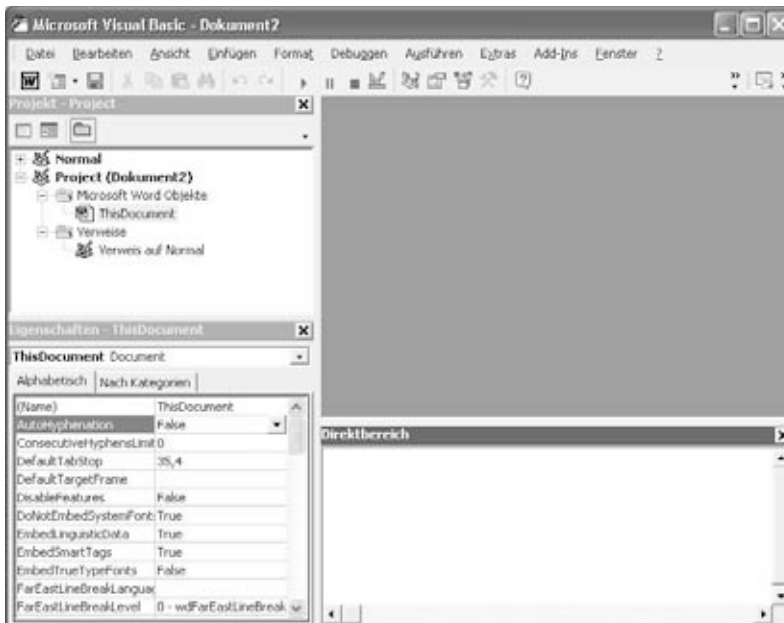 Microsoft Visual Basic - Dokument2
Datei Bearbeiten Ansicht Einfügen Format Debuggen Ausführen Extras Add-Ins Fenster ?
Projekt - Project
Normal
Project (Dokument2)
Microsoft Word Objekte
ThisDocument
Verweise
Verweis auf Normal
Eigenschaften - ThisDocument
ThisDocument Document
Alphabetisch Nach Kategorien
(Name) ThisDocument
AutoHyphenation False
ConsecutiveHyphensLimit 0
DefaultTabStop 35,4
DefaultTargetFrame
DisableFeatures False
DoNotEmbedSystemFont: True
EmbedLinguisticData True
EmbedSmartTags True
EmbedTrueTypeFonts False
FarEastLineBreakLanguag
FarEastLineBreakLevel 0 - wdFarEastLineBreak
Direktbereich